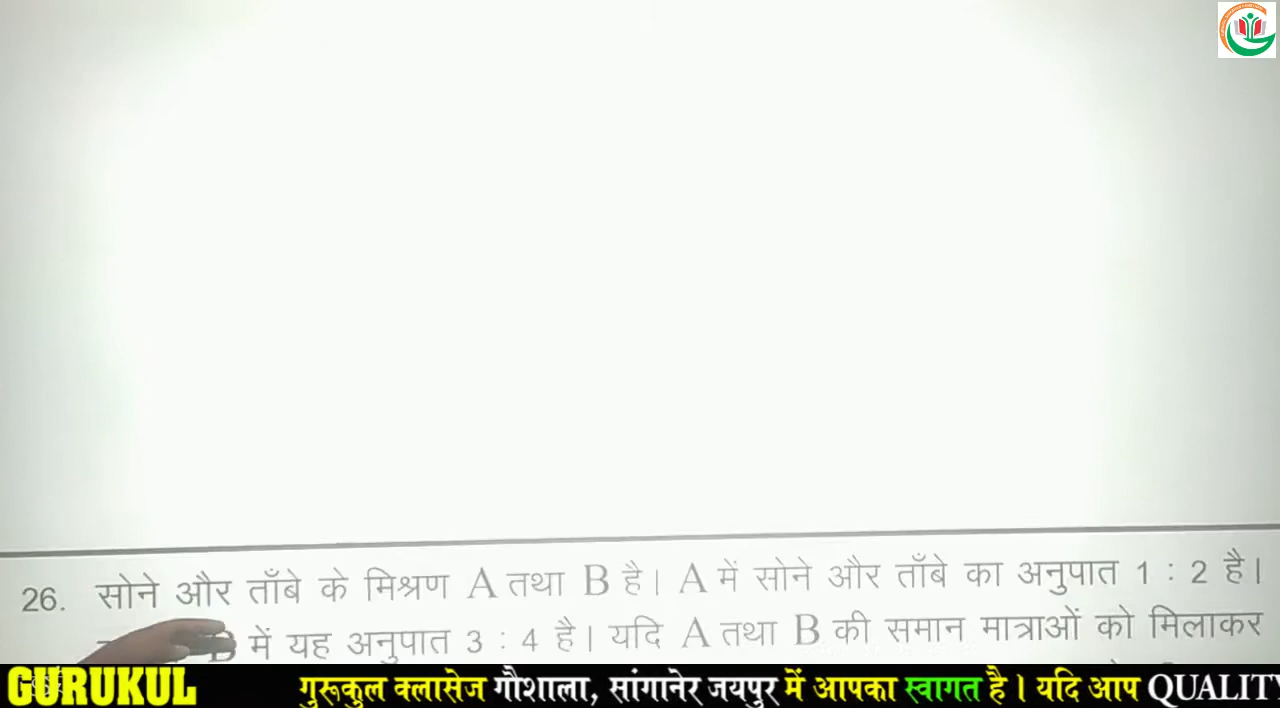 26. सोने और ताँबे के मिश्रण A तथा B है। A में सोने और ताँबे का अनुपात 1 : 2 है।
B में यह अनुपात 3 : 4 है। यदि A तथा B की समान मात्राओं को मिलाकर
GURUKUL गुरूकुल क्लासेज गौशाला, सांगानेर जयपुर में आपका स्वागत है। यदि आप QUALITY